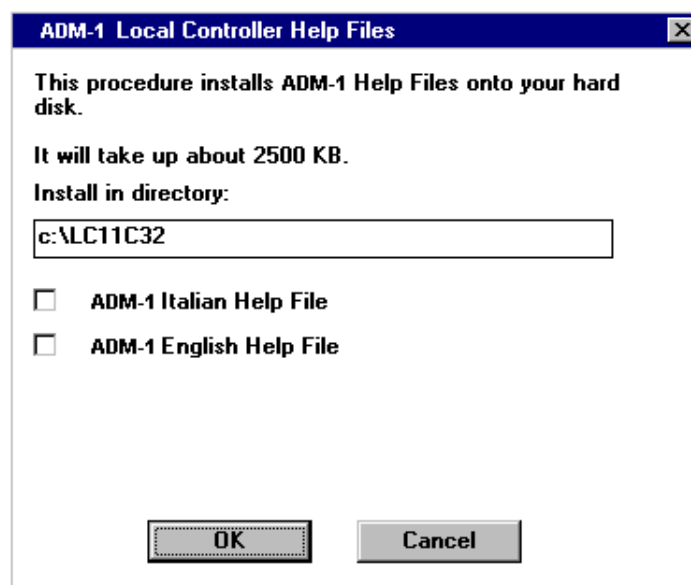 ADM-1 Local Controller Help Files
This procedure installs ADM-1 Help Files onto your hard
disk.
It will take up about 2500 KB.
Install in directory:
c:\LC11C32
ADM-1 Italian Help File
ADM-1 English Help File
OK
Cancel